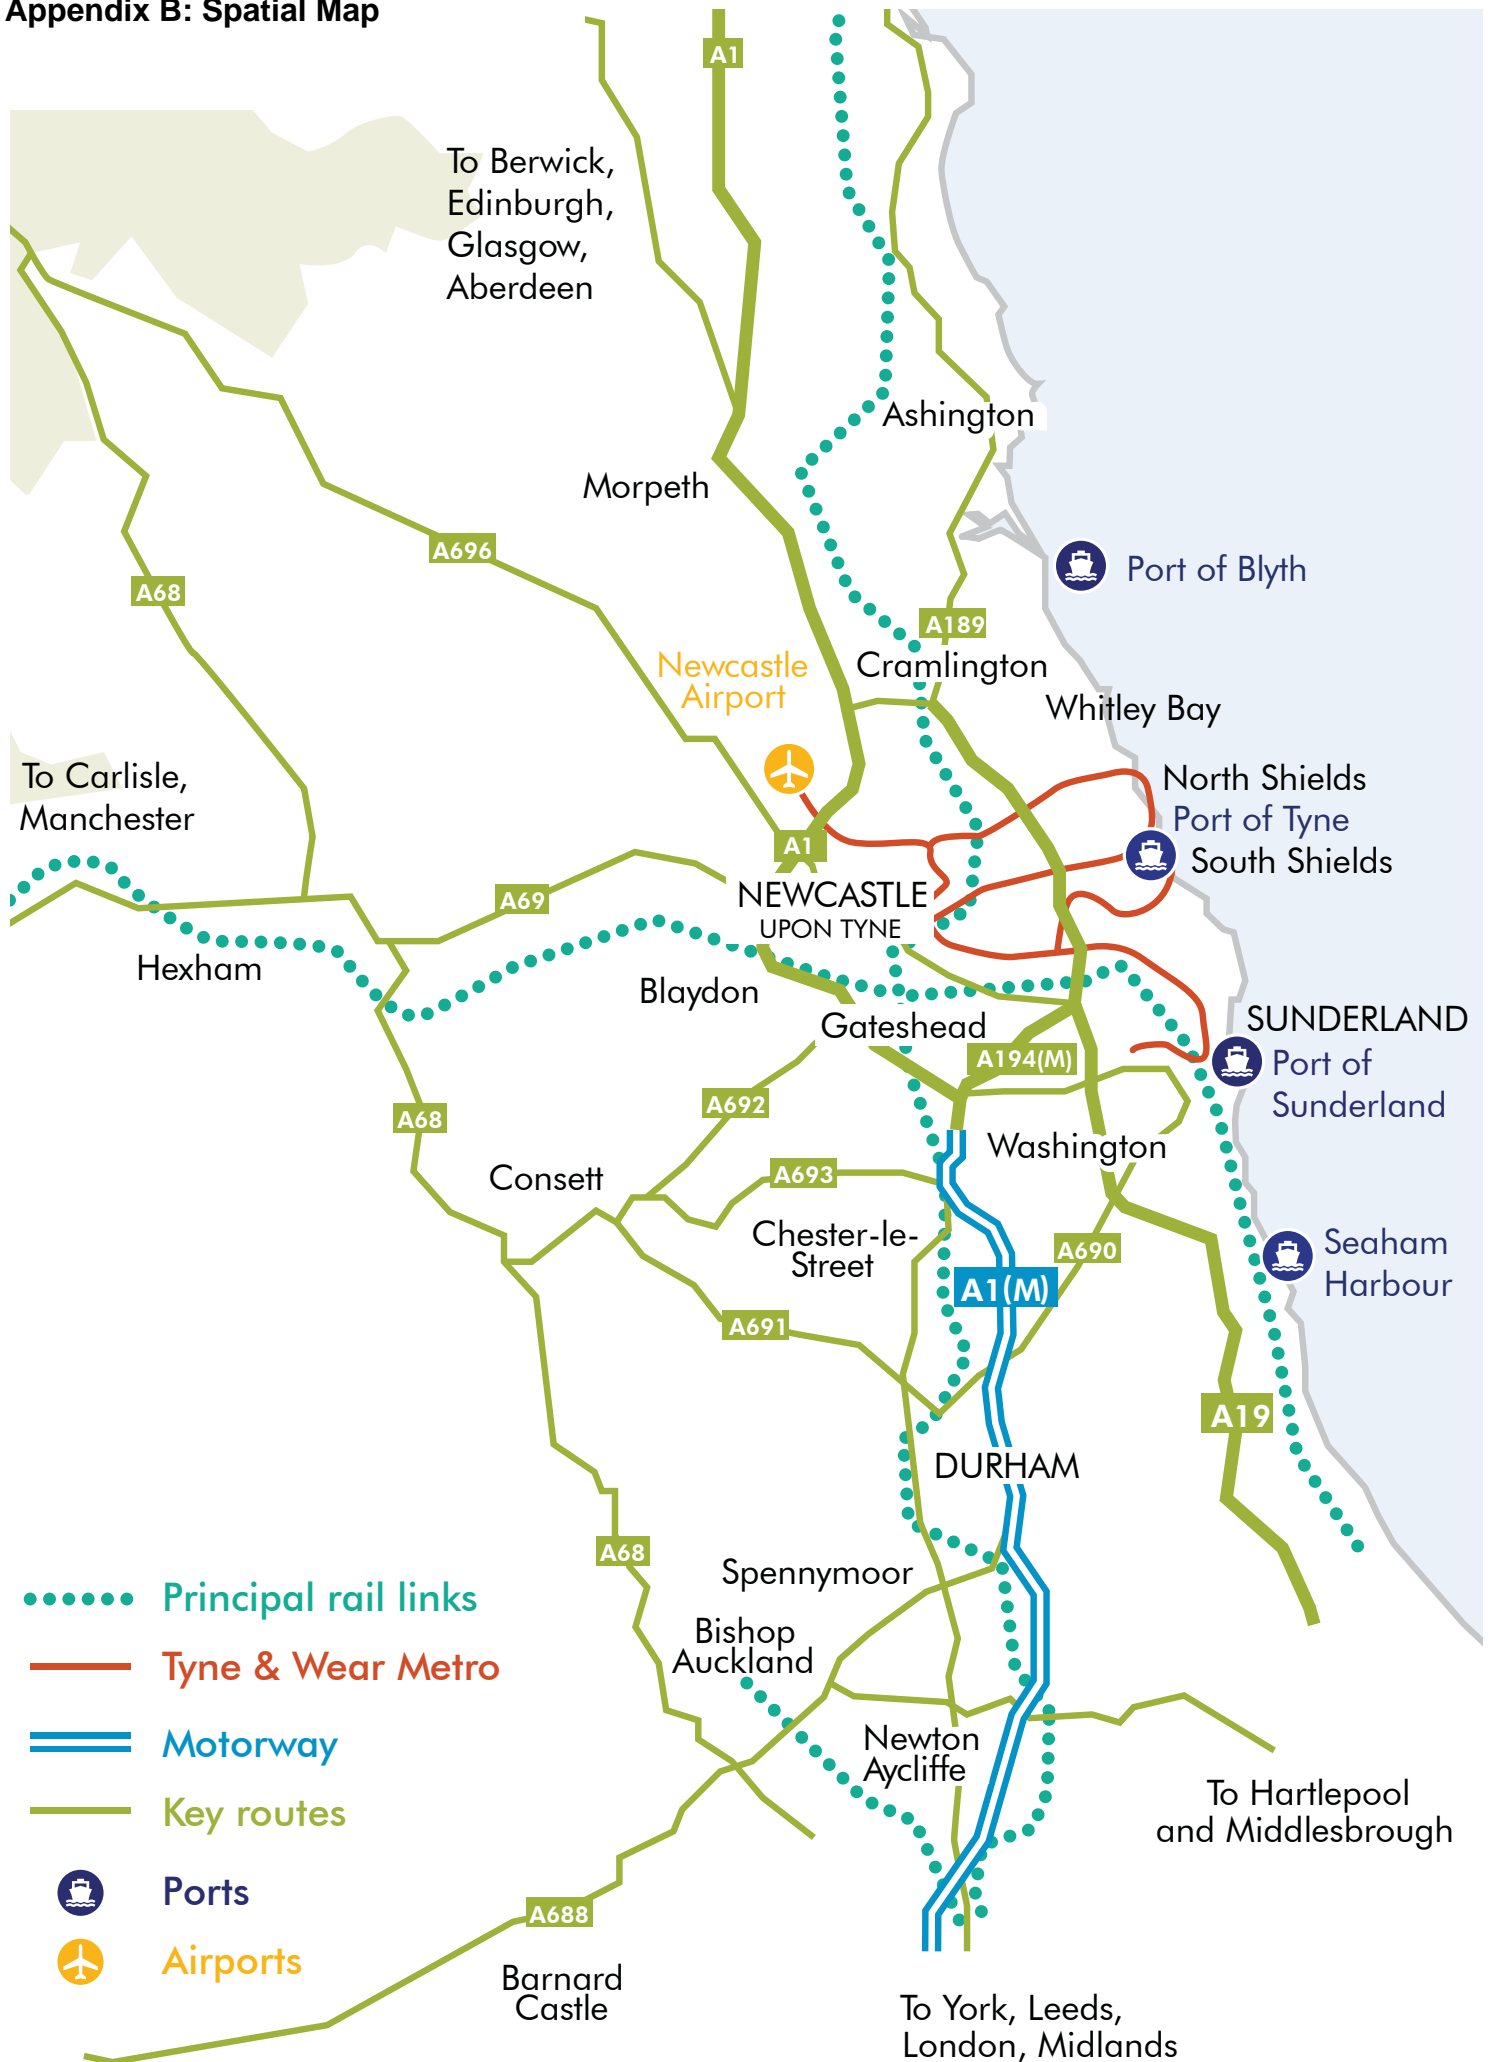 Appendix B: Spatial Map
A1
To Berwick,
Edinburgh,
Glasgow,
Aberdeen
Ashington
Morpeth
A696
Port of Blyth
A68
A189
Newcastle
Airport
Cramlington
Whitley Bay
To Carlisle,
Manchester
North Shields
Port of Tyne
A1
South Shields
A69
NEWCASTLE
UPON TYNE
Hexham
Blaydon
Gateshead
SUNDERLAND
A194(M)
Port of
Sunderland
A692
A68
Washington
Consett
A693
Chester-le-
Street
A690
Seaham
Harbour
A1(M)
A691
A19
DURHAM
A68
Spennymoor
Principal rail links
Bishop
Auckland
Tyne & Wear Metro
Motorway
Newton
Aycliffe
Key routes
To Hartlepool
and Middlesbrough
Ports
A688
Airports
Barnard
Castle
To York, Leeds,
London, Midlands